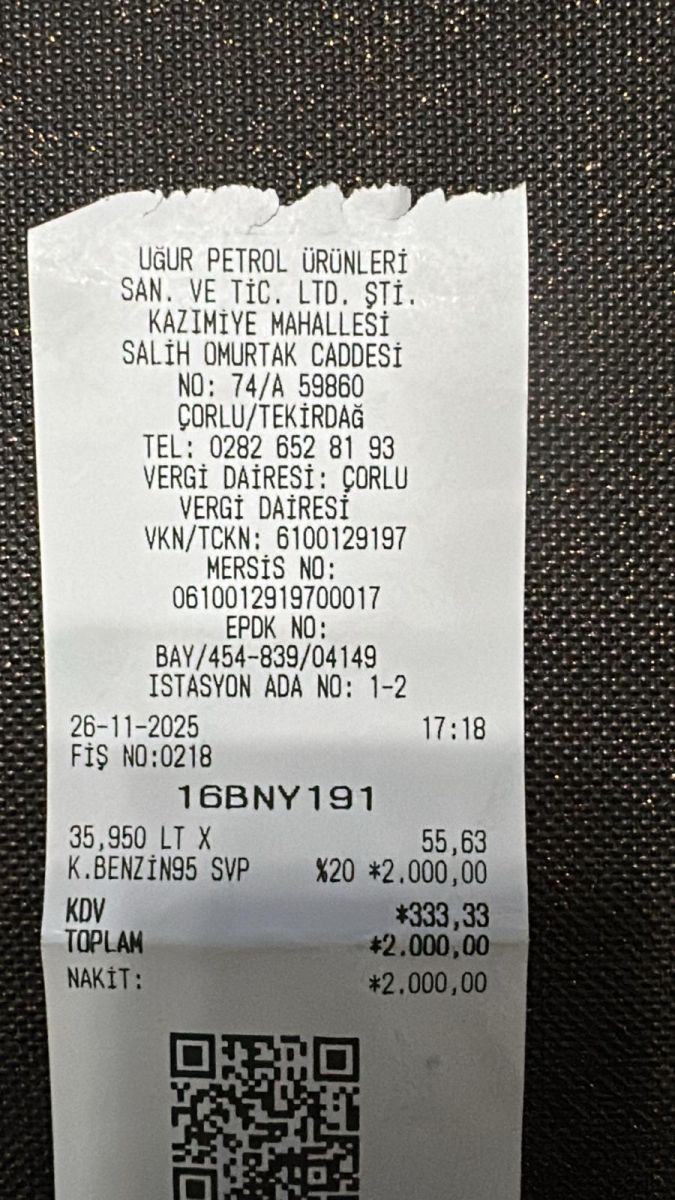 UĞUR PETROL ÜRÜNLERİ
SAN. VE TİC. LTD. ŞTİ.
KAZIMİYE MAHALLESİ
SALİH OMURTAK CADDESİ
NO: 74/A 59860
ÇORLU/TEKİRDAĞ
TEL: 0282 652 81 93
VERGİ DAİRESİ: ÇORLU
VERGİ DAİRESİ
VKN/TCKN: 6100129197
MERSİS NO:
0610012919700017
EPDK NO:
BAY/454-839/04149
ISTASYON ADA NO: 1-2
26-11-2025 17:18
FİŞ NO:0218
16BNY191
35,950 LT X 55,63
K.BENZİN95 SVP %20 *2.000,00
KDV *333,33
TOPLAM *2.000,00
NAKİT: *2.000,00